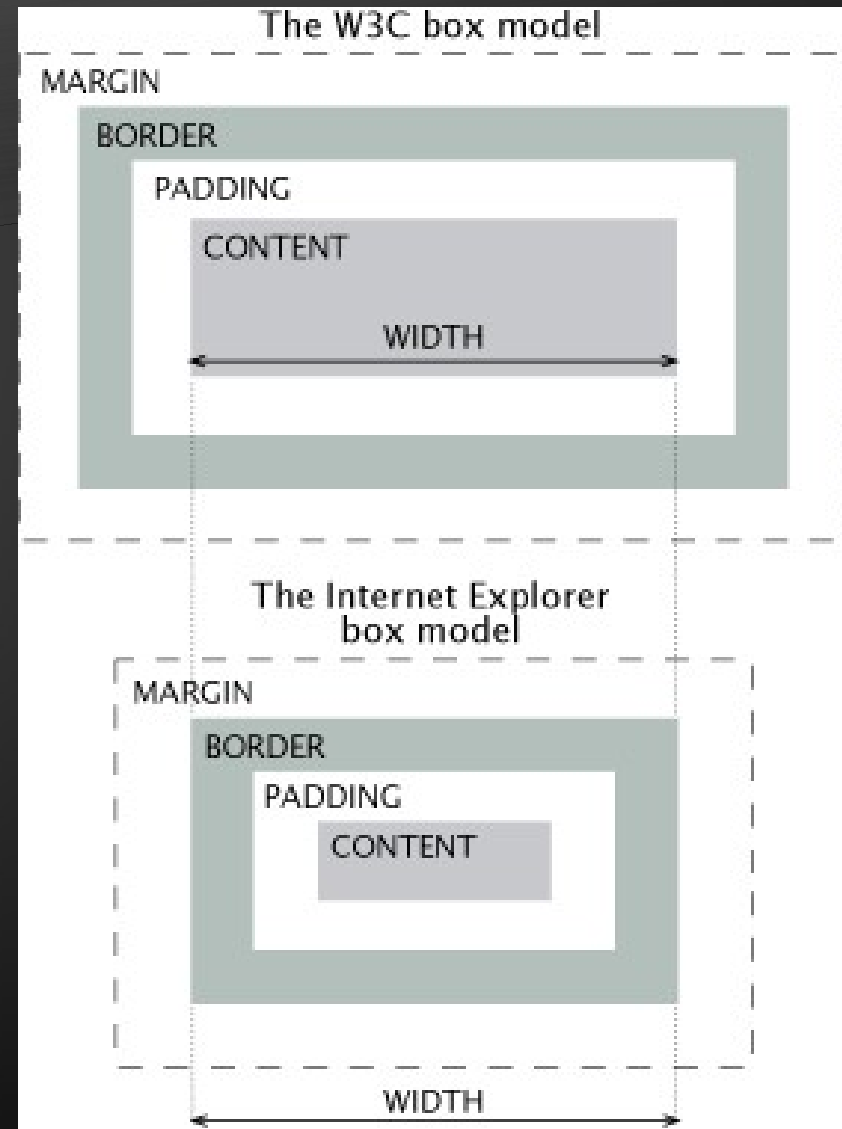 The W3C box model
MARGIN
BORDER
PADDING
CONTENT
WIDTH
The Internet Explorer
box model
MARGIN
BORDER
PADDING
CONTENT
WIDTH